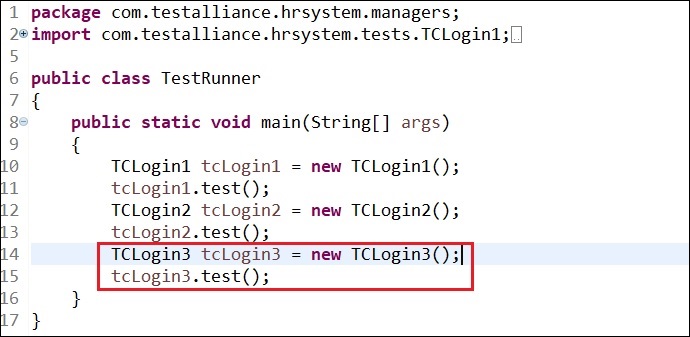 1 package com.testalliance.hrsystem.managers;
2 import com.testalliance.hrsystem.tests.TCLogin1;
5
6 public class TestRunner
7 {
8     public static void main(String[] args)
9     {
10         TCLogin1 tcLogin1 = new TCLogin1();
11         tcLogin1.test();
12         TCLogin2 tcLogin2 = new TCLogin2();
13         tcLogin2.test();
14         TCLogin3 tcLogin3 = new TCLogin3();
15         tcLogin3.test();
16     }
17 }